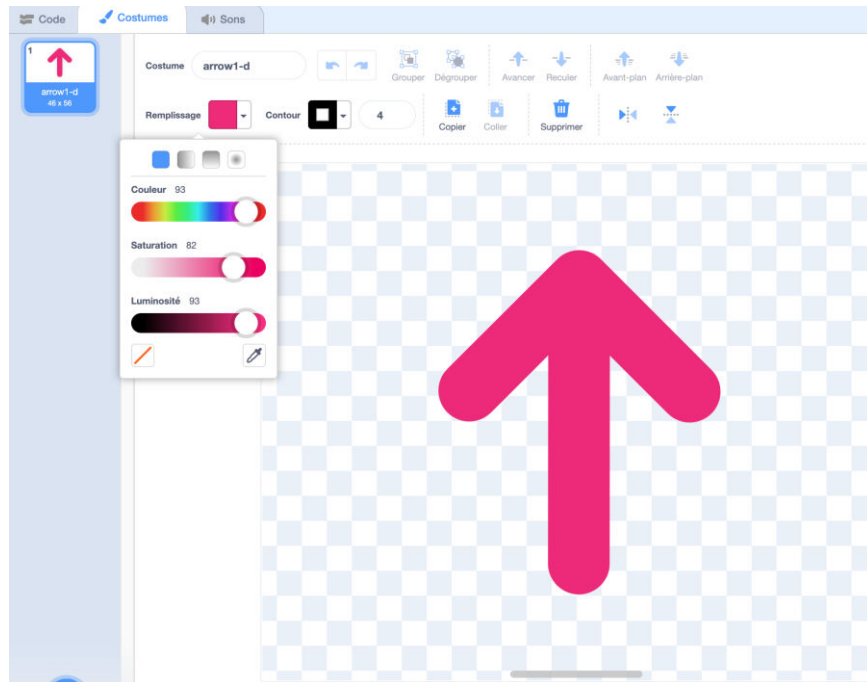 Code Costumes Sons
1
arrow1-d
46 x 56
Costume arrow1-d
Grouper Dégrouper Avancer Reculer Avant-plan Arrière-plan
Remplissage Contour 4
Copier Coller Supprimer
Couleur 93
Saturation 82
Luminosité 93